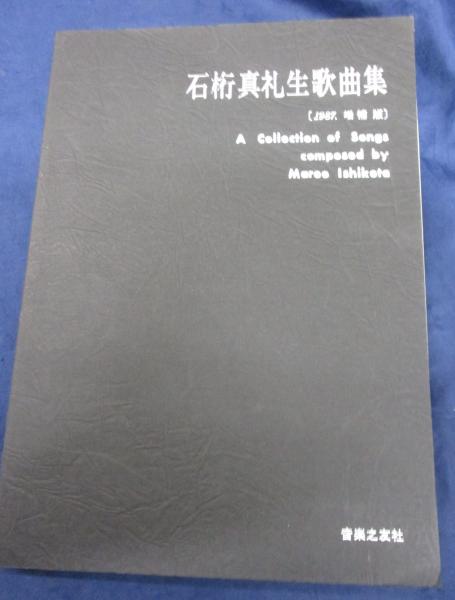 石桁真礼生歌曲集
〔1987. 増補版〕
A Collection of Songs
composed by
Mareo Ishiketa
音楽之友社